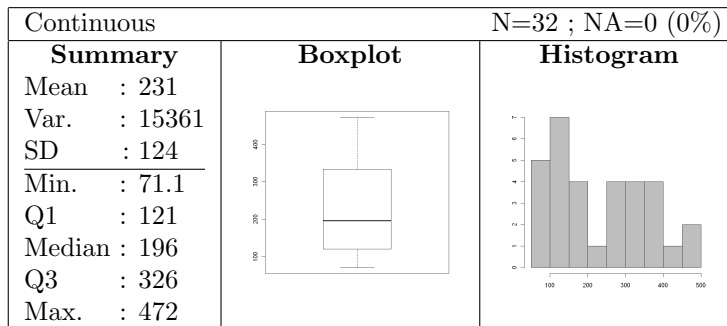 Continuous N=32 ; NA=0 (0%)
Summary Boxplot Histogram
Mean : 231
Var. : 15361
SD : 124
Min. : 71.1
Q1 : 121
Median : 196
Q3 : 326
Max. : 472
400
300
200
100
7
6
5
4
3
2
1
0
100 200 300 400 500